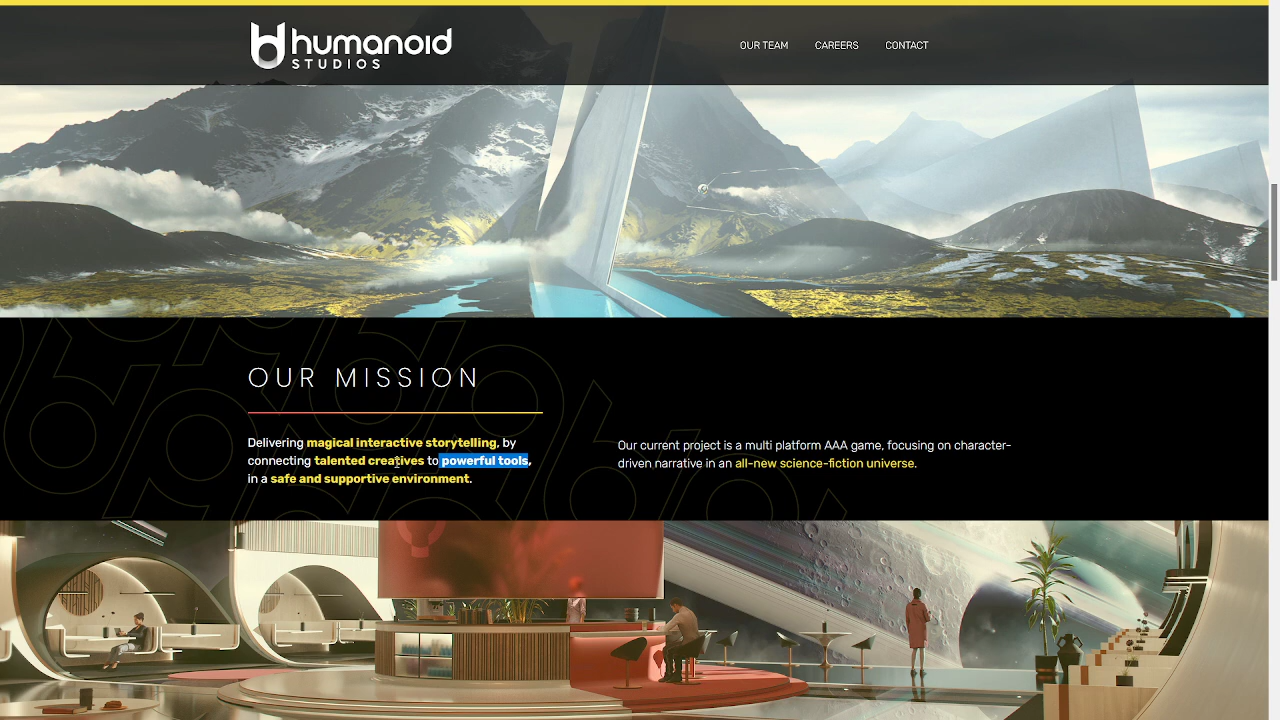 humanoid
STUDIOS
OUR TEAM CAREERS CONTACT
OUR MISSION
Delivering magical interactive storytelling, by
connecting talented creatives to powerful tools,
in a safe and supportive environment.
Our current project is a multi platform AAA game, focusing on character-
driven narrative in an all-new science-fiction universe.